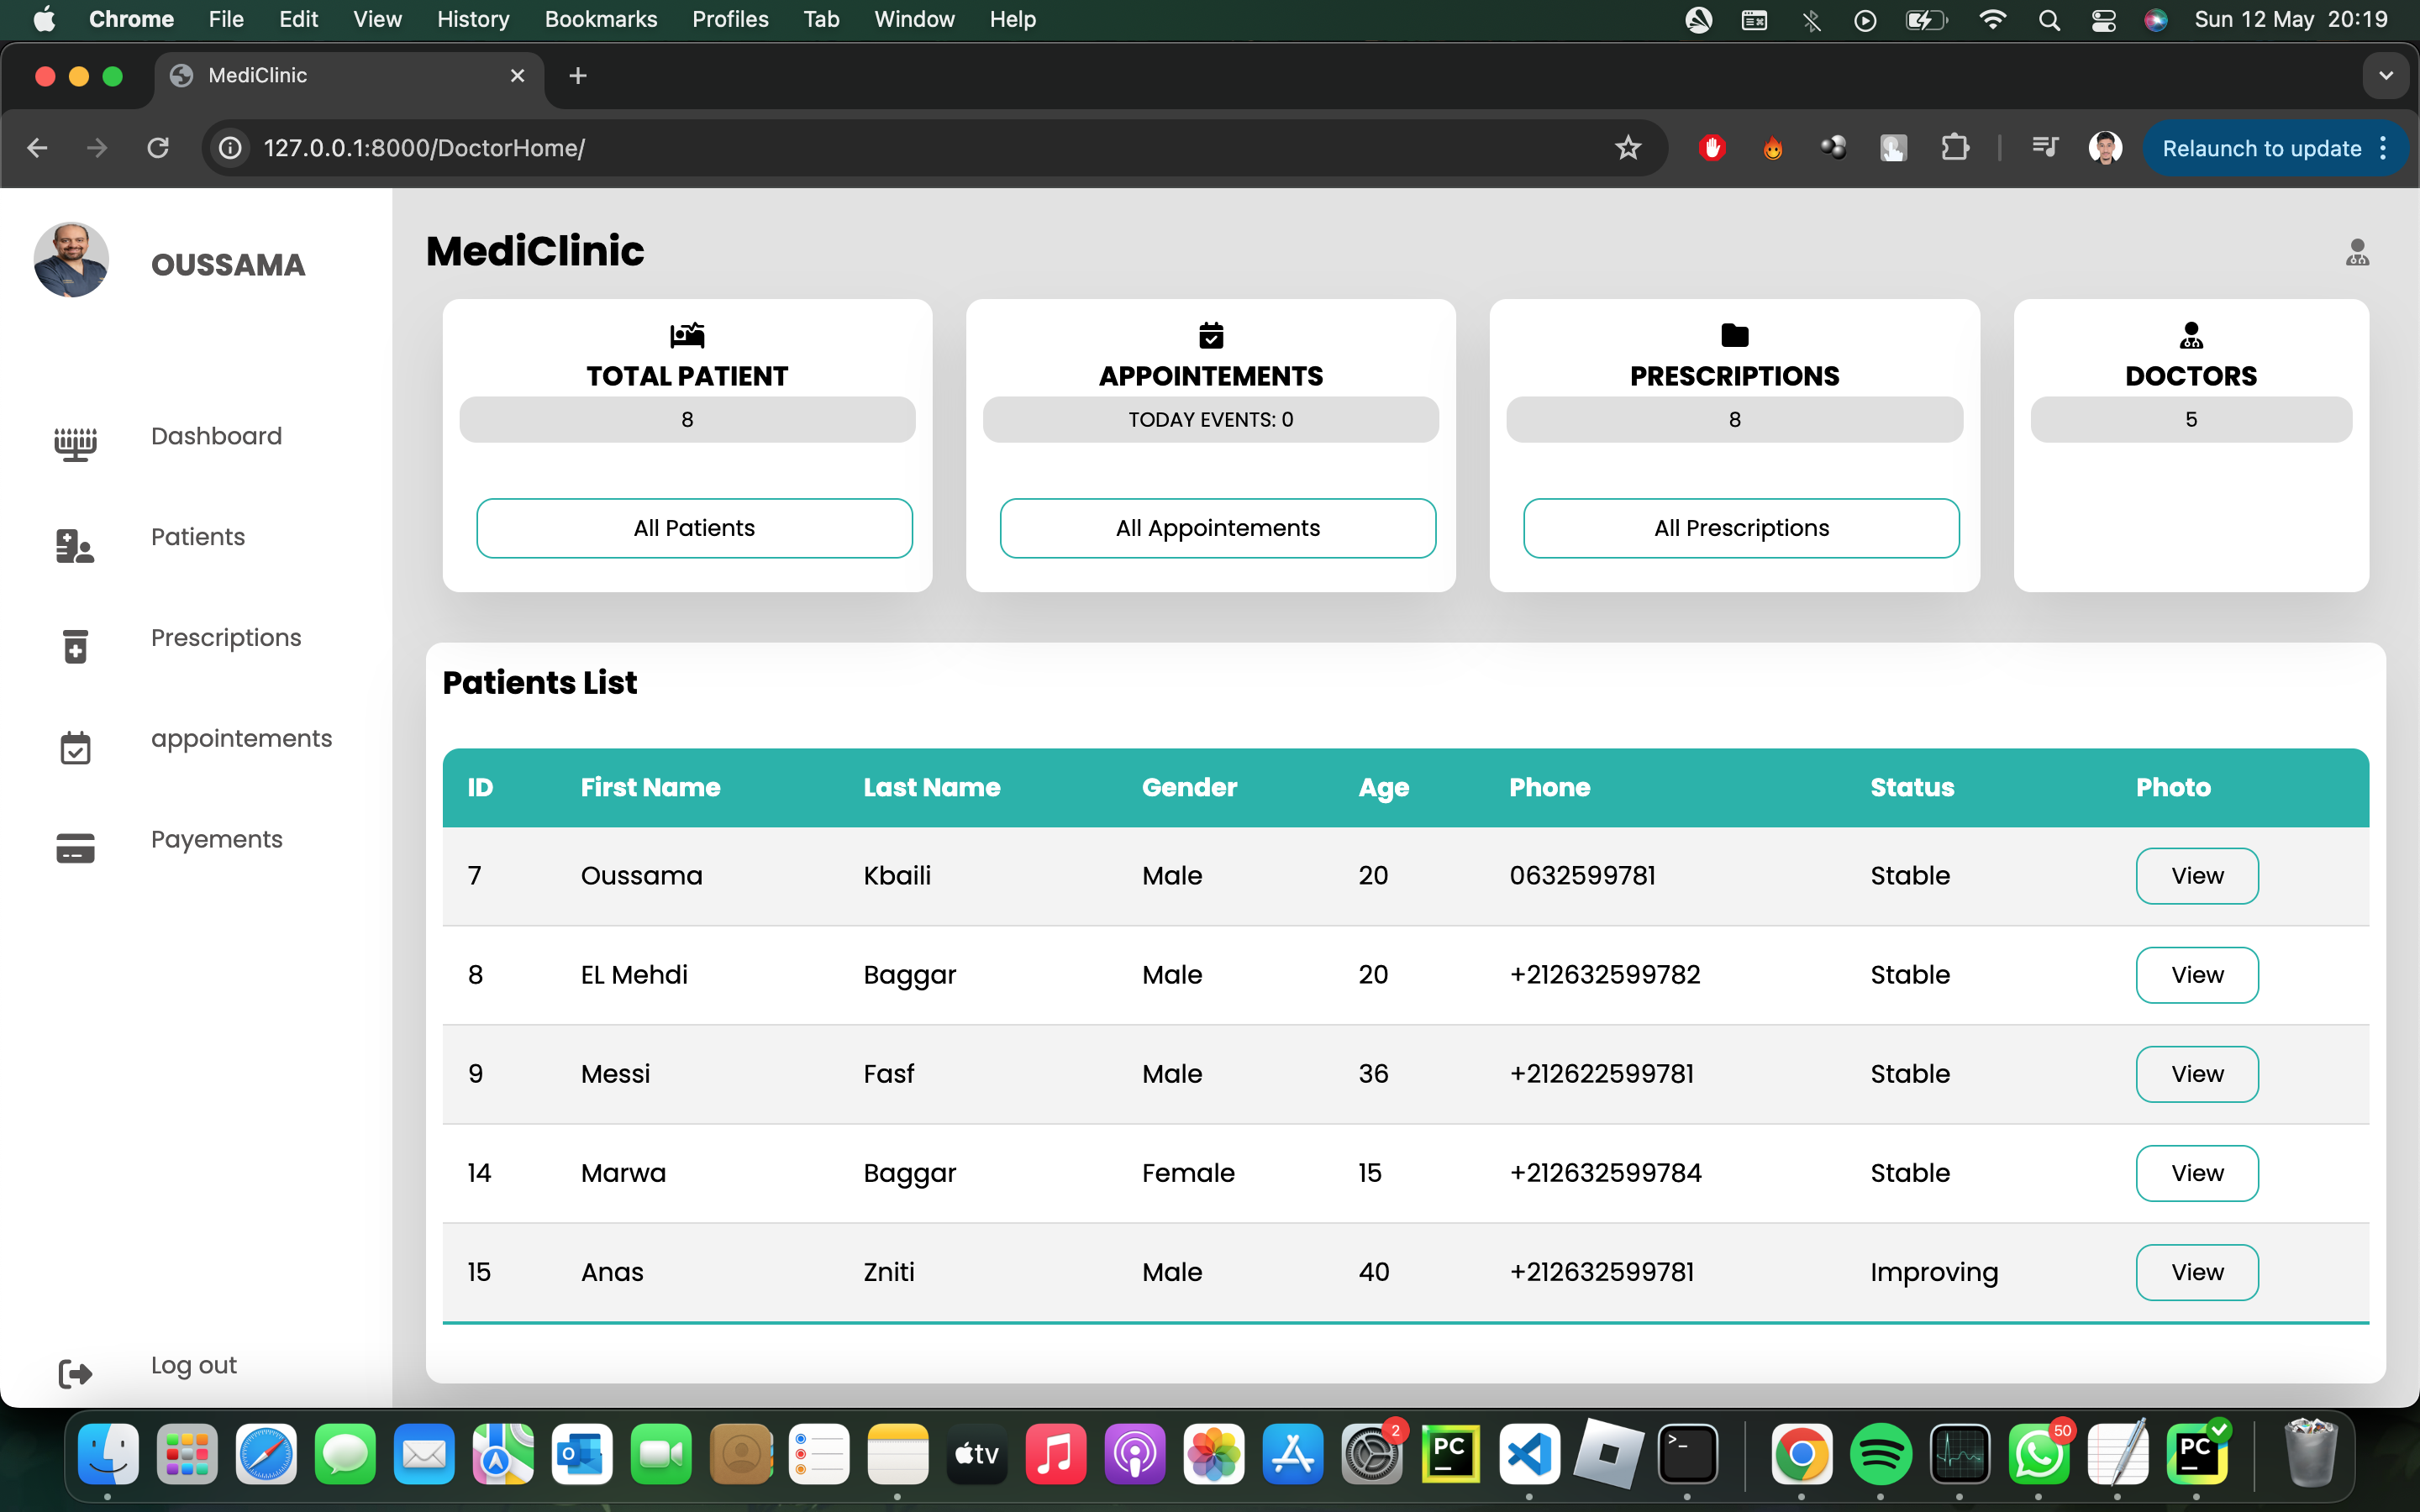 Chrome File Edit View History Bookmarks Profiles Tab Window Help Sun 12 May 20:19
MediClinic
127.0.0.1:8000/DoctorHome/ Relaunch to update
OUSSAMA
Dashboard
Patients
Prescriptions
appointements
Payements
Log out
MediClinic
TOTAL PATIENT
8
All Patients
APPOINTEMENTS
TODAY EVENTS: 0
All Appointements
PRESCRIPTIONS
8
All Prescriptions
DOCTORS
5
Patients List
ID First Name Last Name Gender Age Phone Status Photo
7 Oussama Kbaili Male 20 0632599781 Stable View
8 EL Mehdi Baggar Male 20 +212632599782 Stable View
9 Messi Fasf Male 36 +212622599781 Stable View
14 Marwa Baggar Female 15 +212632599784 Stable View
15 Anas Zniti Male 40 +212632599781 Improving View
tv 2 PC 50 PC